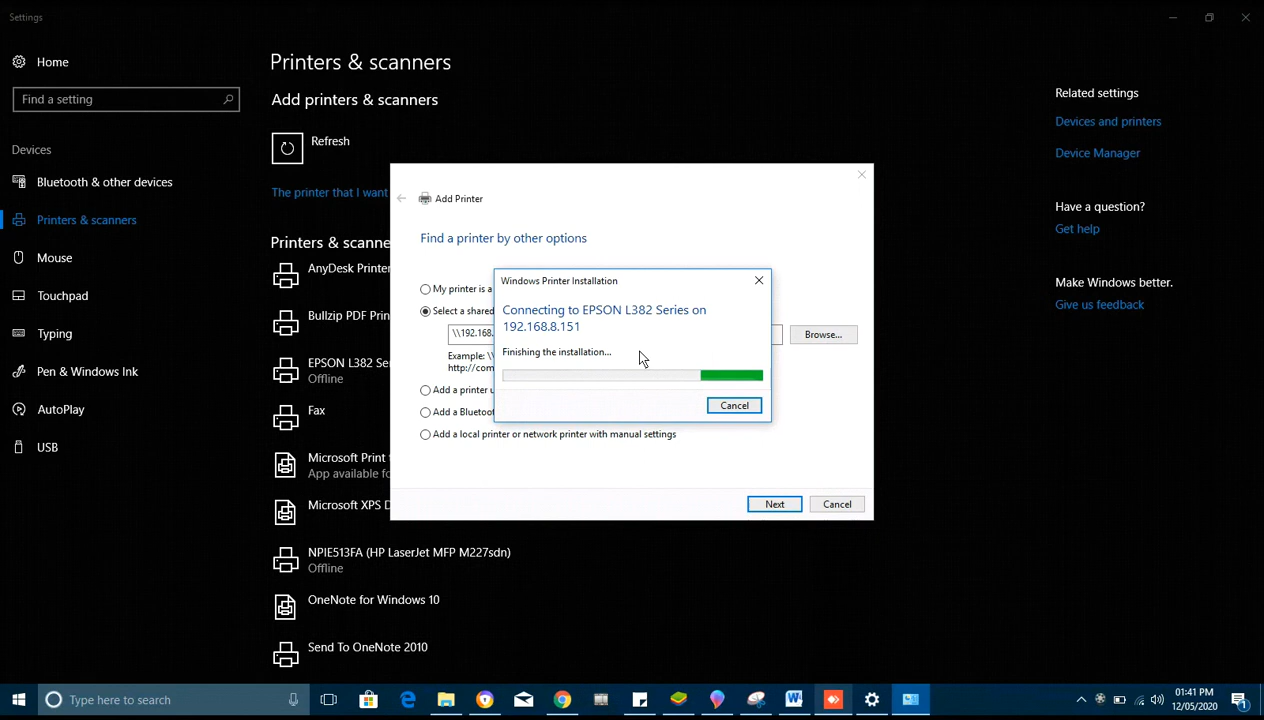 Settings
Home
Find a setting
Devices
Bluetooth & other devices
Printers & scanners
Mouse
Touchpad
Typing
Pen & Windows Ink
AutoPlay
USB
Printers & scanners
Add printers & scanners
Refresh
The printer that I want
Printers & scanne
AnyDesk Printer
Bullzip PDF Prin
EPSON L382 Se
Offline
Fax
Microsoft Print
App available fo
Microsoft XPS D
NPIE513FA (HP LaserJet MFP M227sdn)
Offline
OneNote for Windows 10
Send To OneNote 2010
Add Printer
Find a printer by other options
My printer is a
Select a shared
\\192.168.
Browse...
Example: \\
http://com
Add a printer u
Add a Bluetoot
Add a local printer or network printer with manual settings
Next
Cancel
Windows Printer Installation
Connecting to EPSON L382 Series on
192.168.8.151
Finishing the installation...
Cancel
Related settings
Devices and printers
Device Manager
Have a question?
Get help
Make Windows better.
Give us feedback
Type here to search
01:41 PM
12/05/2020
1